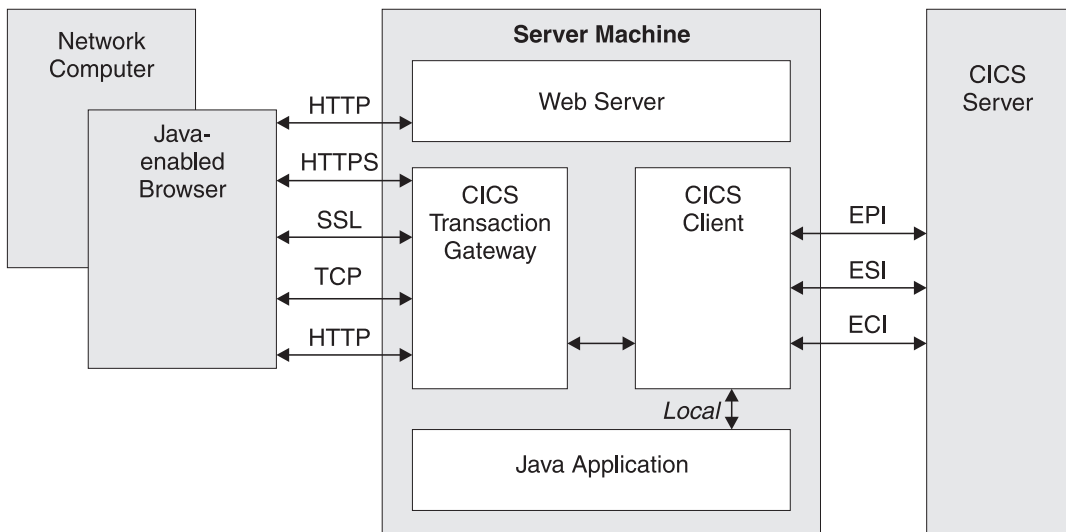 Network
Computer
Java-
enabled
Browser
HTTP
HTTPS
SSL
TCP
HTTP
Server Machine
Web Server
CICS
Transaction
Gateway
CICS
Client
Local
Java Application
EPI
ESI
ECI
CICS
Server